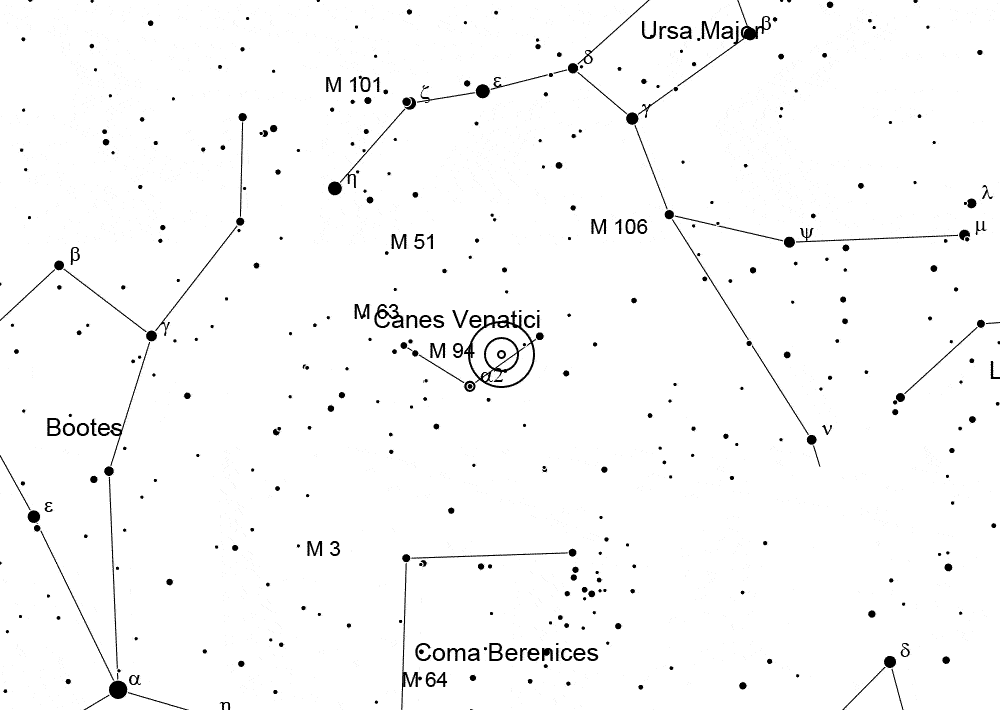 Ursa Major β
δ
M 101 ζ ε
γ
η
λ
M 106 ψ μ
M 51
β
M 63
Canes Venatici
γ
M 94
α2
L
Bootes
ν
ε
M 3
Coma Berenices
δ
M 64
α
η